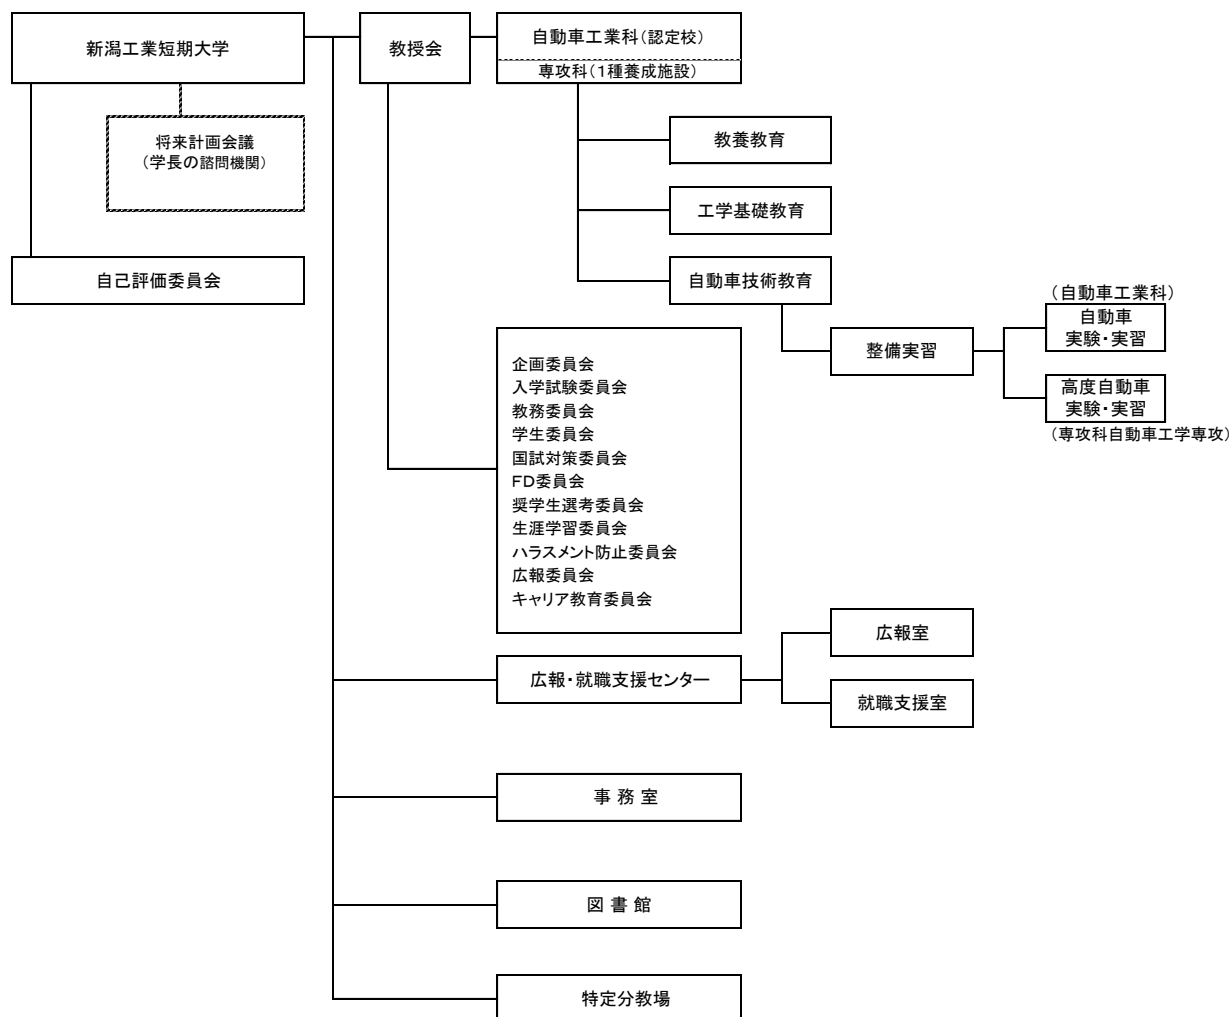 新潟工業短期大学
教授会
自動車工業科(認定校)
専攻科(1種養成施設)
将来計画会議
(学長の諮問機関)
教養教育
工学基礎教育
自己評価委員会
自動車技術教育
(自動車工業科)
自動車
実験・実習
整備実習
高度自動車
実験・実習
(専攻科自動車工学専攻)
企画委員会
入学試験委員会
教務委員会
学生委員会
国試対策委員会
FD委員会
奨学生選考委員会
生涯学習委員会
ハラスメント防止委員会
広報委員会
キャリア教育委員会
広報室
広報・就職支援センター
就職支援室
事 務 室
図 書 館
特定分教場